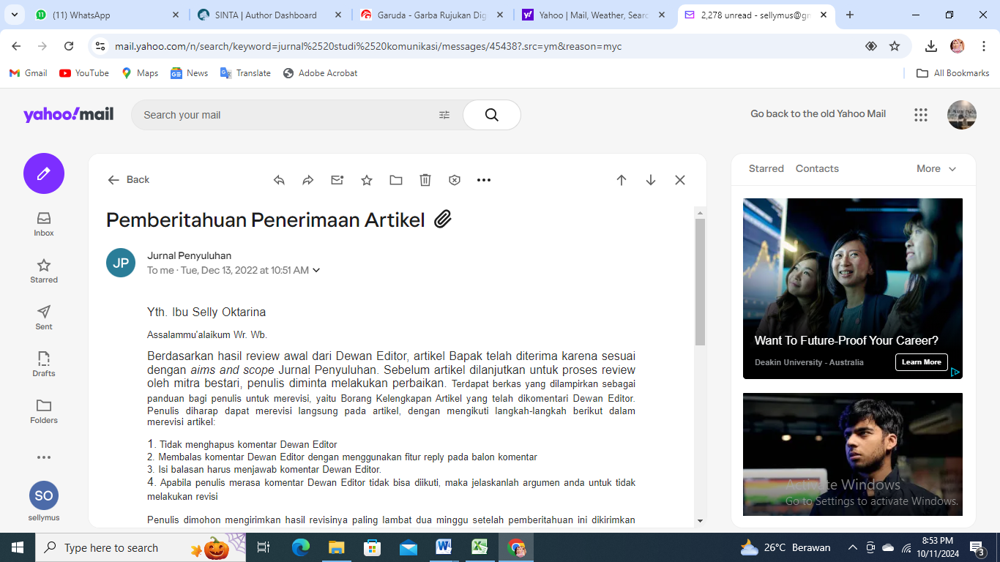 (11) WhatsApp
SINTA | Author Dashboard
Garuda - Garba Rujukan Dig
Yahoo | Mail, Weather, Searc
2,278 unread - sellymus@gm
mail.yahoo.com/n/search/keyword=jurnal%2520studi%2520komunikasi/messages/45438?.src=ym&reason=myc
Gmail
YouTube
Maps
News
Translate
Adobe Acrobat
All Bookmarks
yahoo!mail
Search your mail
Go back to the old Yahoo Mail
Inbox
Starred
Sent
Drafts
Folders
SO
sellymus
Back
Pemberitahuan Penerimaan Artikel
JP
Jurnal Penyuluhan
To me · Tue, Dec 13, 2022 at 10:51 AM
Yth. Ibu Selly Oktarina
Assalammu'alaikum Wr. Wb.
Berdasarkan hasil review awal dari Dewan Editor, artikel Bapak telah diterima karena sesuai
dengan aims and scope Jurnal Penyuluhan. Sebelum artikel dilanjutkan untuk proses review
oleh mitra bestari, penulis diminta melakukan perbaikan. Terdapat berkas yang dilampirkan sebagai
panduan bagi penulis untuk merevisi, yaitu Borang Kelengkapan Artikel yang telah dikomentari Dewan Editor.
Penulis diharap dapat merevisi langsung pada artikel, dengan mengikuti langkah-langkah berikut dalam
merevisi artikel:
1. Tidak menghapus komentar Dewan Editor
2. Membalas komentar Dewan Editor dengan menggunakan fitur reply pada balon komentar
3. Isi balasan harus menjawab komentar Dewan Editor.
4. Apabila penulis merasa komentar Dewan Editor tidak bisa diikuti, maka jelaskanlah argumen anda untuk tidak
melakukan revisi
Penulis dimohon mengirimkan hasil revisinya paling lambat dua minggu setelah pemberitahuan ini dikirimkan
Starred
Contacts
More
Want To Future-Proof Your Career?
Deakin University - Australia
Learn More
Activate Windows
Go to Settings to activate Windows.
Type here to search
26°C Berawan
8:53 PM
10/11/2024
3